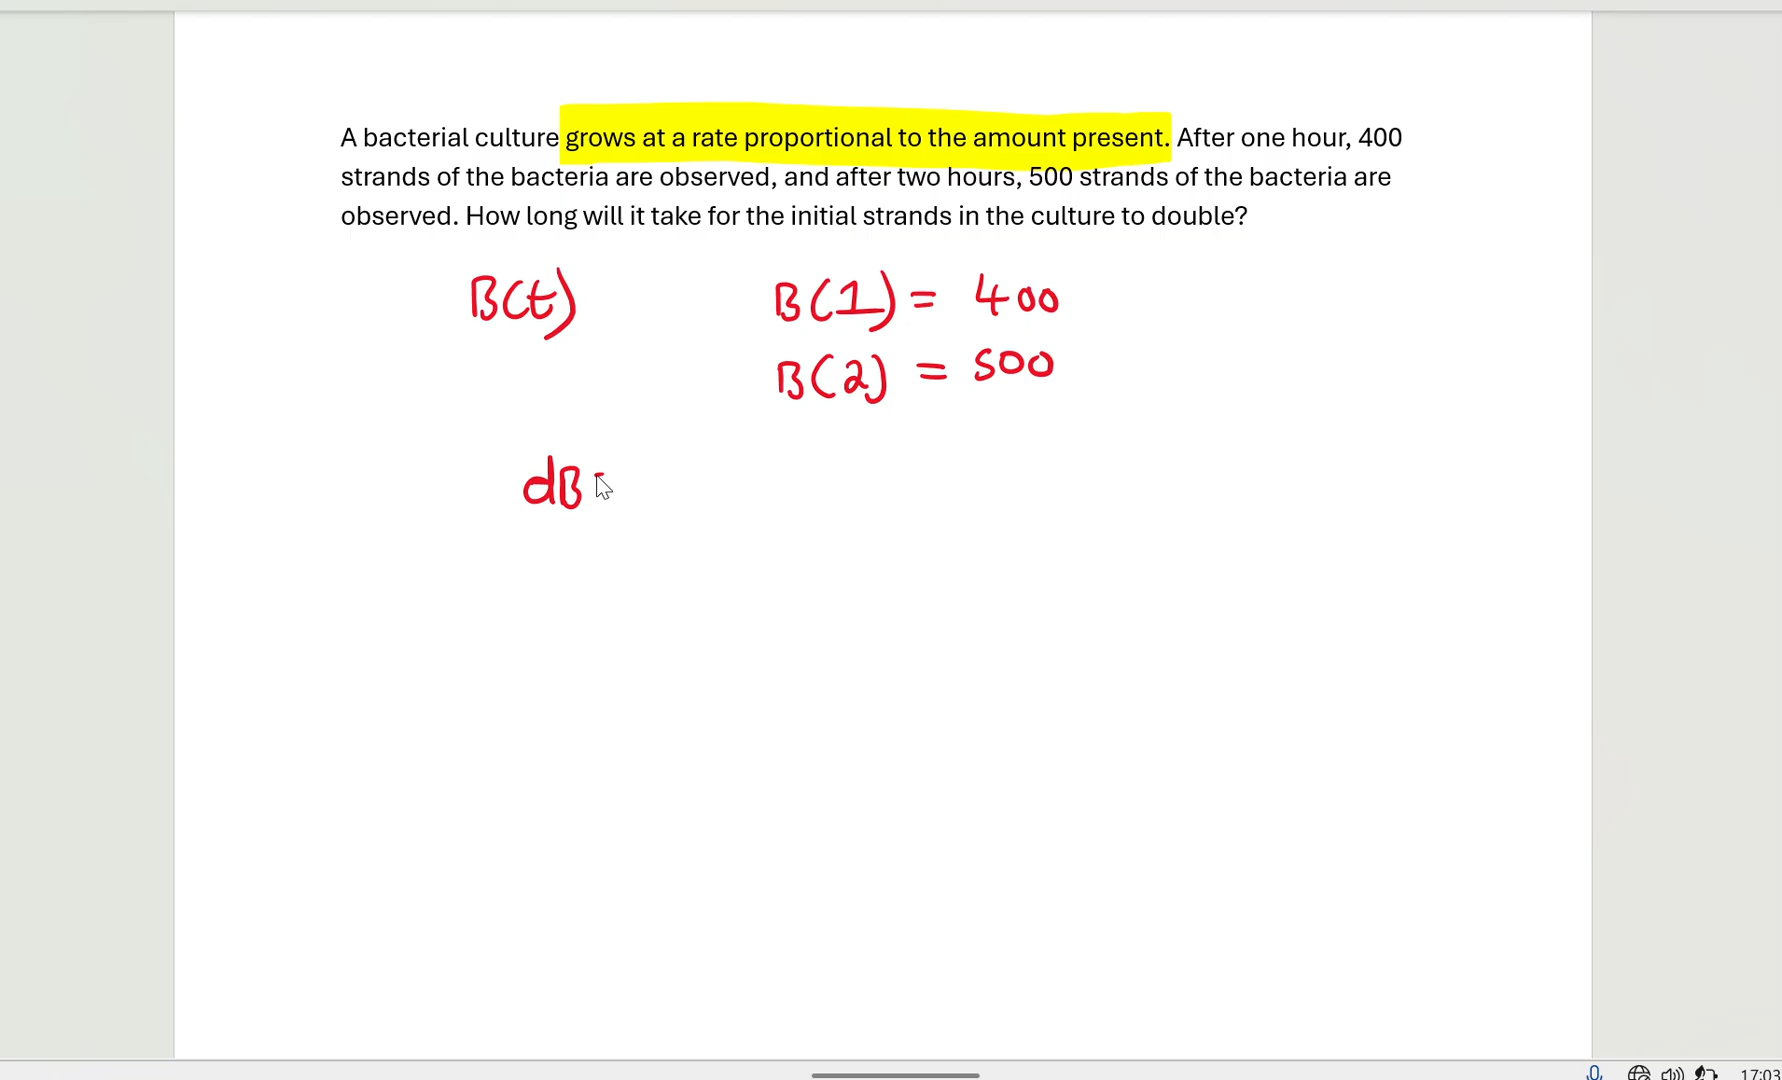 A bacterial culture grows at a rate proportional to the amount present. After one hour, 400
strands of the bacteria are observed, and after two hours, 500 strands of the bacteria are
observed. How long will it take for the initial strands in the culture to double?
B(t) B(1) = 400
B(2) = 500
dB
17:03